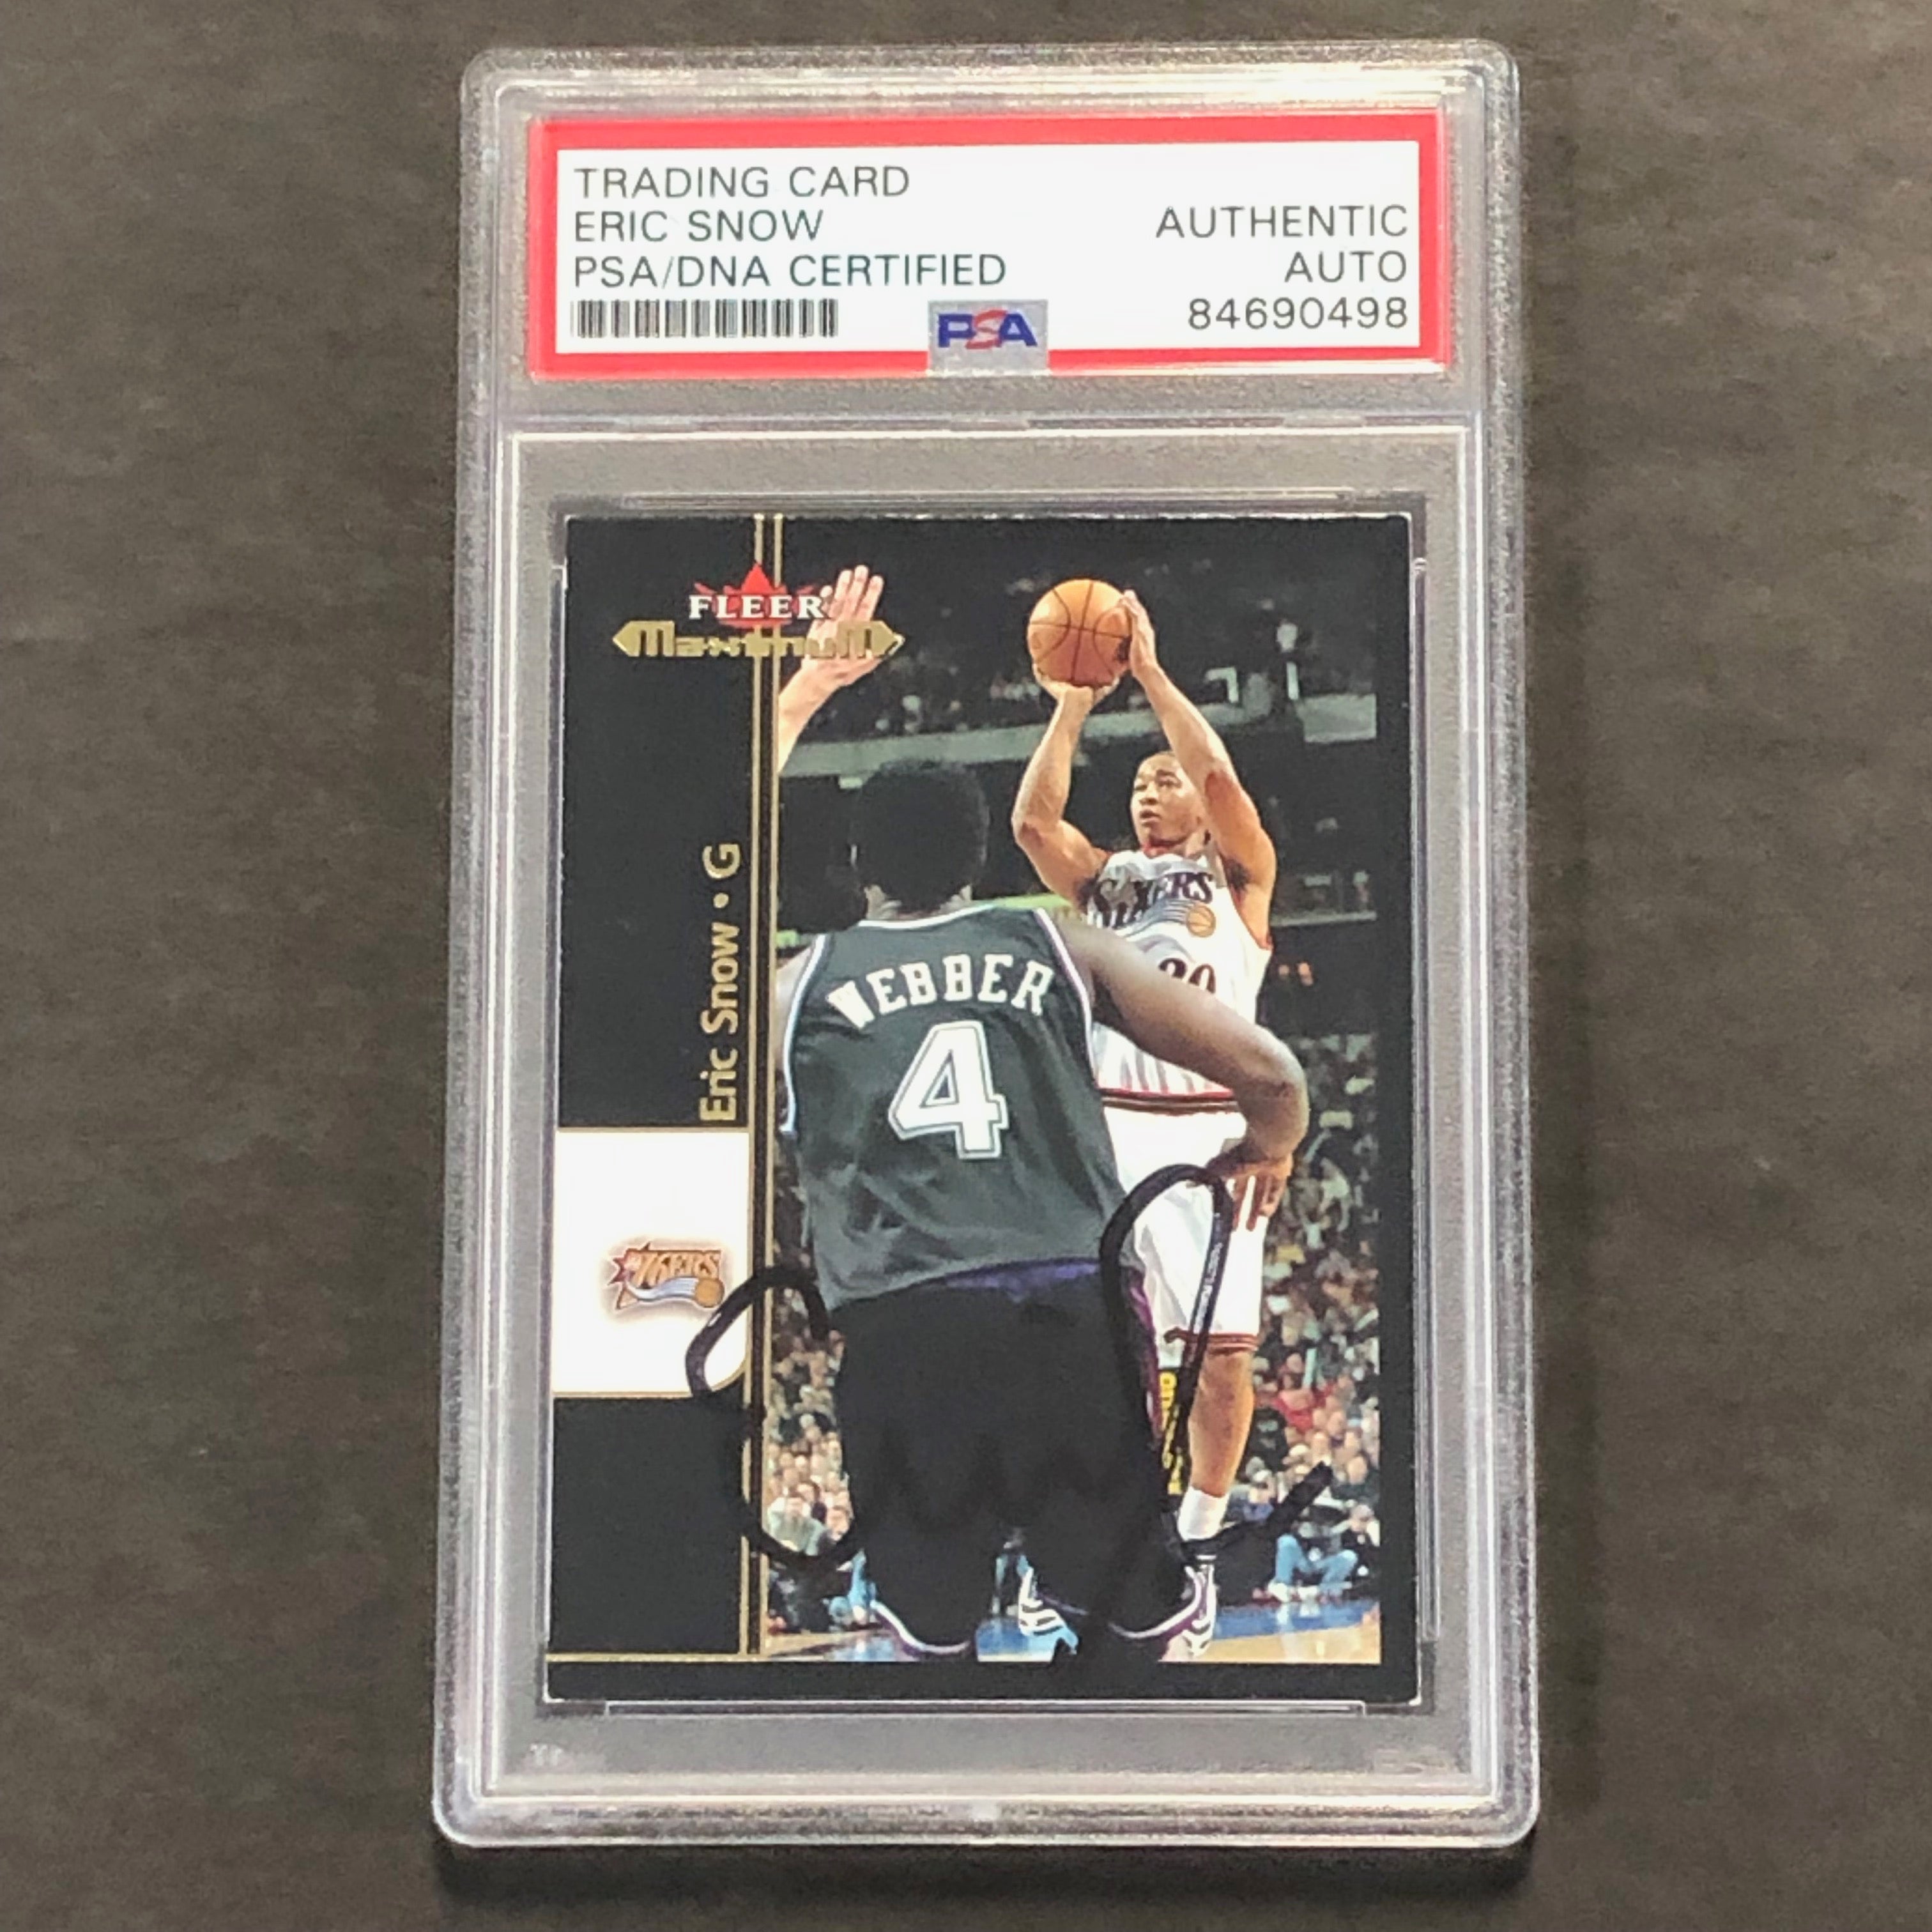 TRADING CARD
ERIC SNOW
PSA/DNA CERTIFIED
AUTHENTIC
AUTO
84690498
PSA
FLEER
Maximum
Eric Snow • G
SIXERS
20
WEBBER
4
76ERS